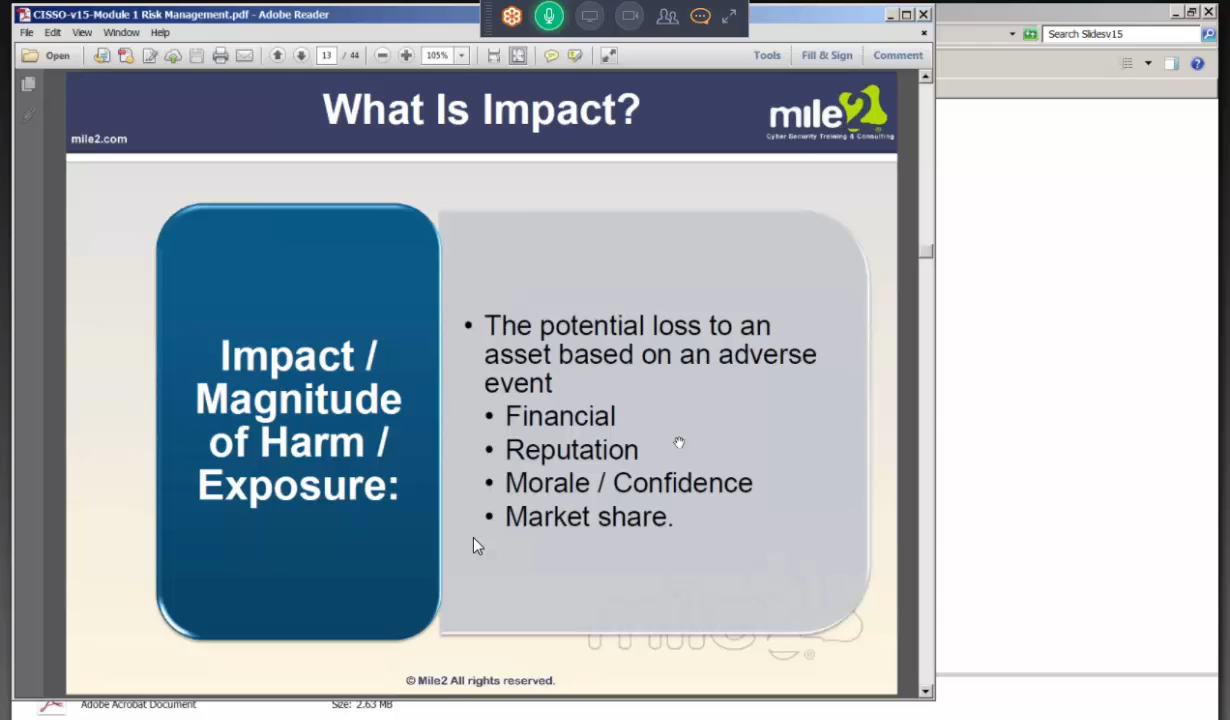 CISSO-v15-Module 1 Risk Management.pdf - Adobe Reader
File Edit View Window Help
Search Slidesv15
Open 13 / 44 105% Tools Fill & Sign Comment
What Is Impact?
mile2
Cyber Security Training & Consulting
mile2.com
Impact /
Magnitude
of Harm /
Exposure:
• The potential loss to an
asset based on an adverse
event
• Financial
• Reputation
• Morale / Confidence
• Market share.
mile2
© Mile2 All rights reserved.
Adobe Acrobat Document Size: 2.63 MB